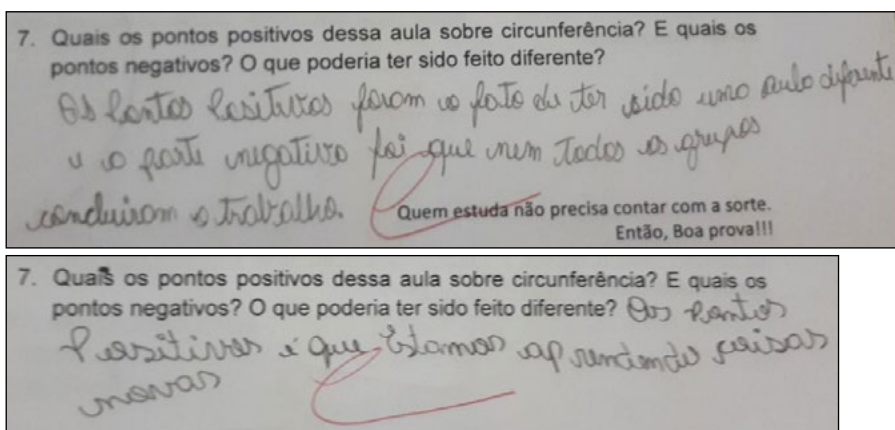 7. Quais os pontos positivos dessa aula sobre circunferência? E quais os
pontos negativos? O que poderia ter sido feito diferente?
Os Pontos Positivos foram o fato de ter sido uma aula diferente
e a parte negativa foi que nem todos os grupos
concluiram o trabalho.
Quem estuda não precisa contar com a sorte.
Então, Boa prova!!!
7. Quais os pontos positivos dessa aula sobre circunferência? E quais os
pontos negativos? O que poderia ter sido feito diferente? Os Pontos
Positivos é que Estamos aprendendo coisas
novas